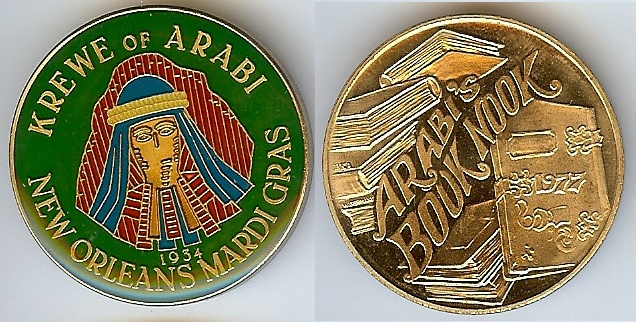 KREWE OF ARABI
1934
NEW ORLEANS MARDI GRAS
ARABI'S
BOOK NOOK
1977